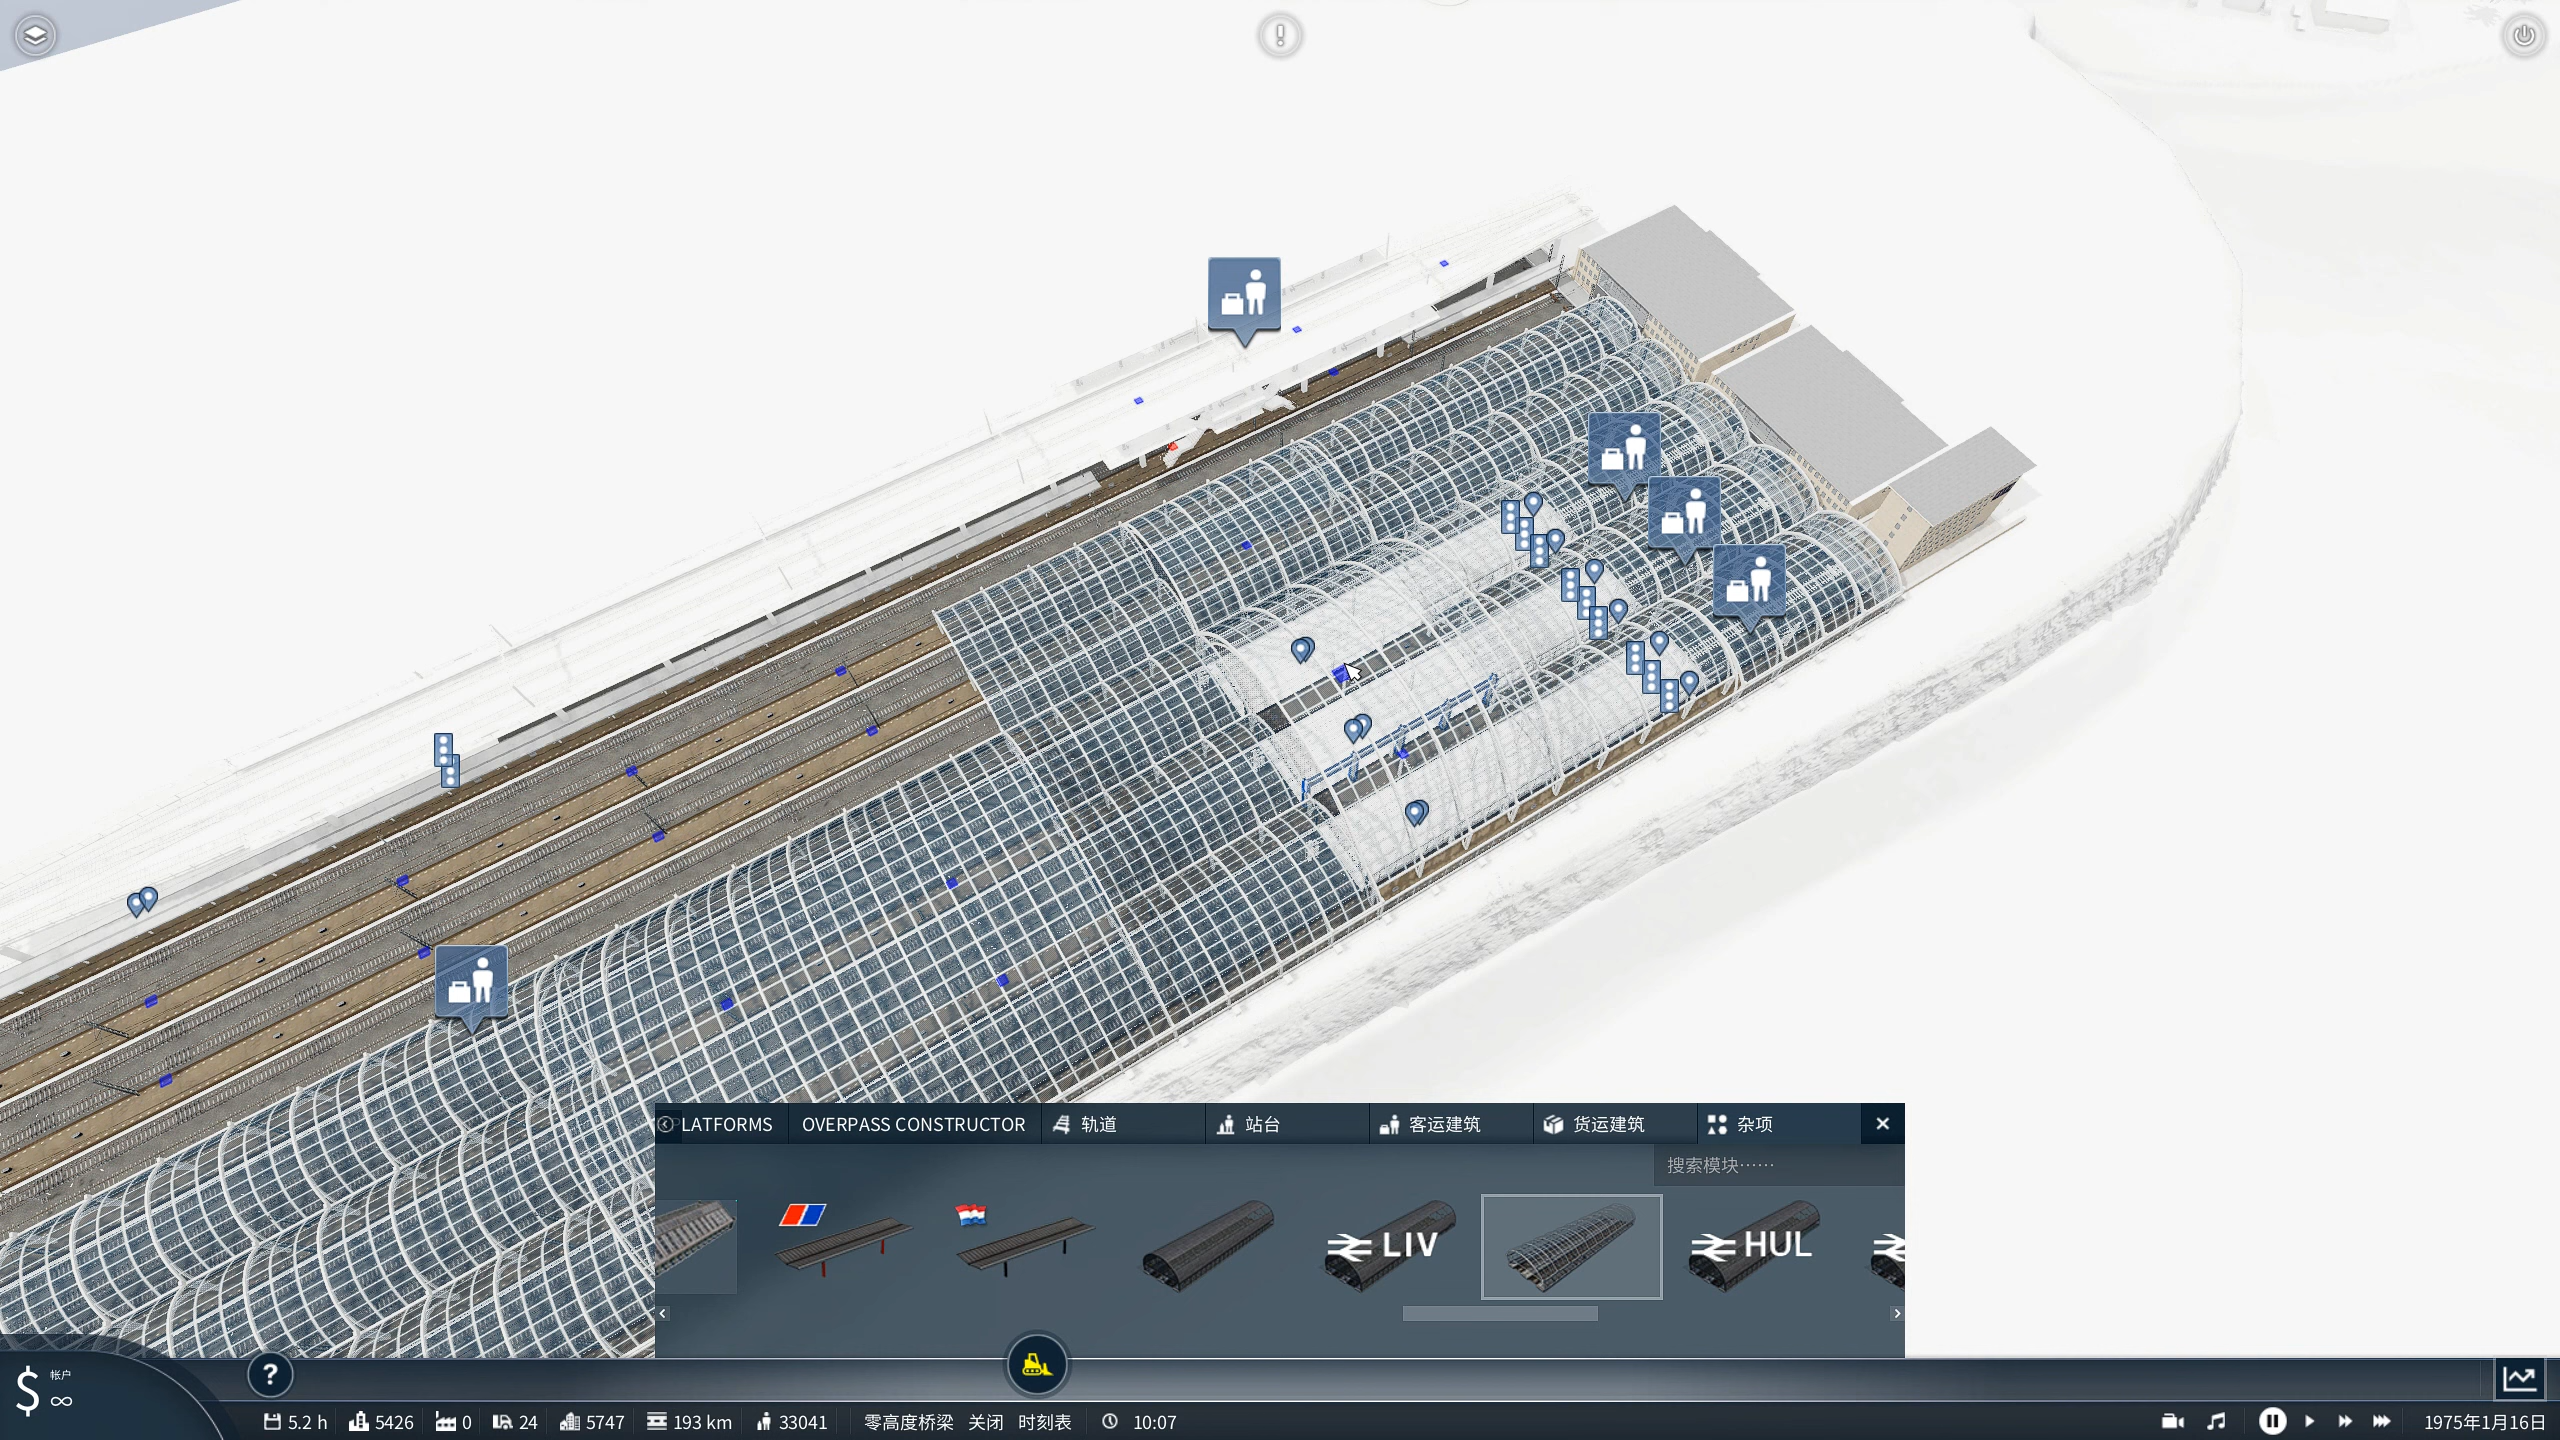 LATFORMS
OVERPASS CONSTRUCTOR
轨道
站台
客运建筑
货运建筑
杂项
搜索模块……
LIV
HUL
帐户
$ ∞
?
5.2 h
5426
0
24
5747
193 km
33041
零高度桥梁 关闭 时刻表
10:07
1975年1月16日